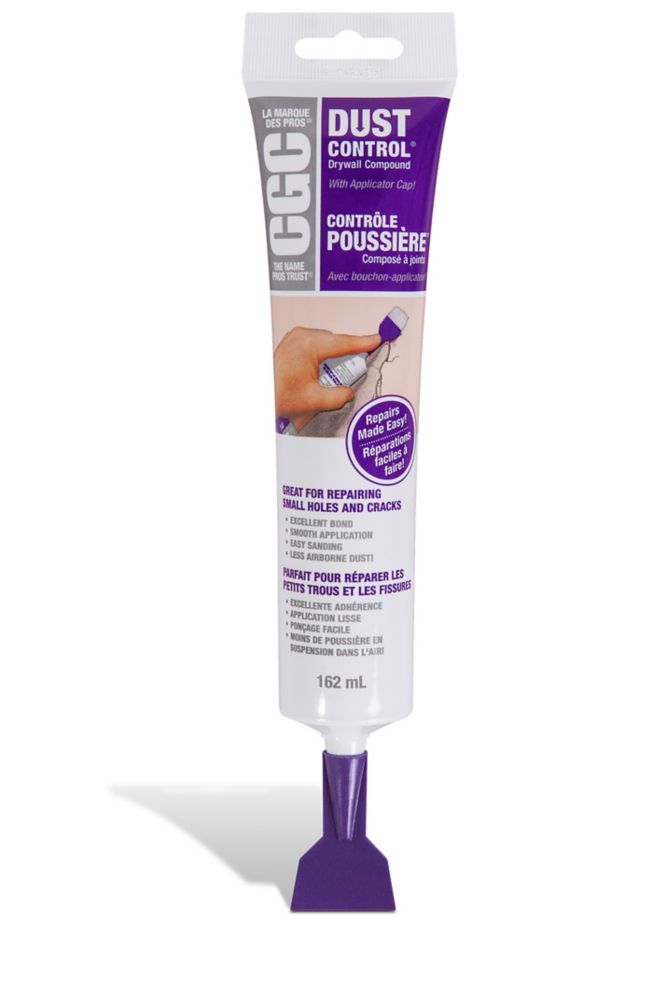 LA MARQUE
DES PROS
CGC
THE NAME
PROS TRUST®
DUST
CONTROL®
Drywall Compound
With Applicator Cap!
CONTRÔLE
POUSSIÈRE
Composé à joints
Avec bouchon-applicateur
Repairs
Made Easy!
Réparations
faciles à
faire!
GREAT FOR REPAIRING
SMALL HOLES AND CRACKS
• EXCELLENT BOND
• SMOOTH APPLICATION
• EASY SANDING
• LESS AIRBORNE DUST!
PARFAIT POUR RÉPARER LES
PETITS TROUS ET LES FISSURES
• EXCELLENTE ADHÉRENCE
• APPLICATION LISSE
• PONÇAGE FACILE
• MOINS DE POUSSIÈRE EN
SUSPENSION DANS L'AIR!
162 mL